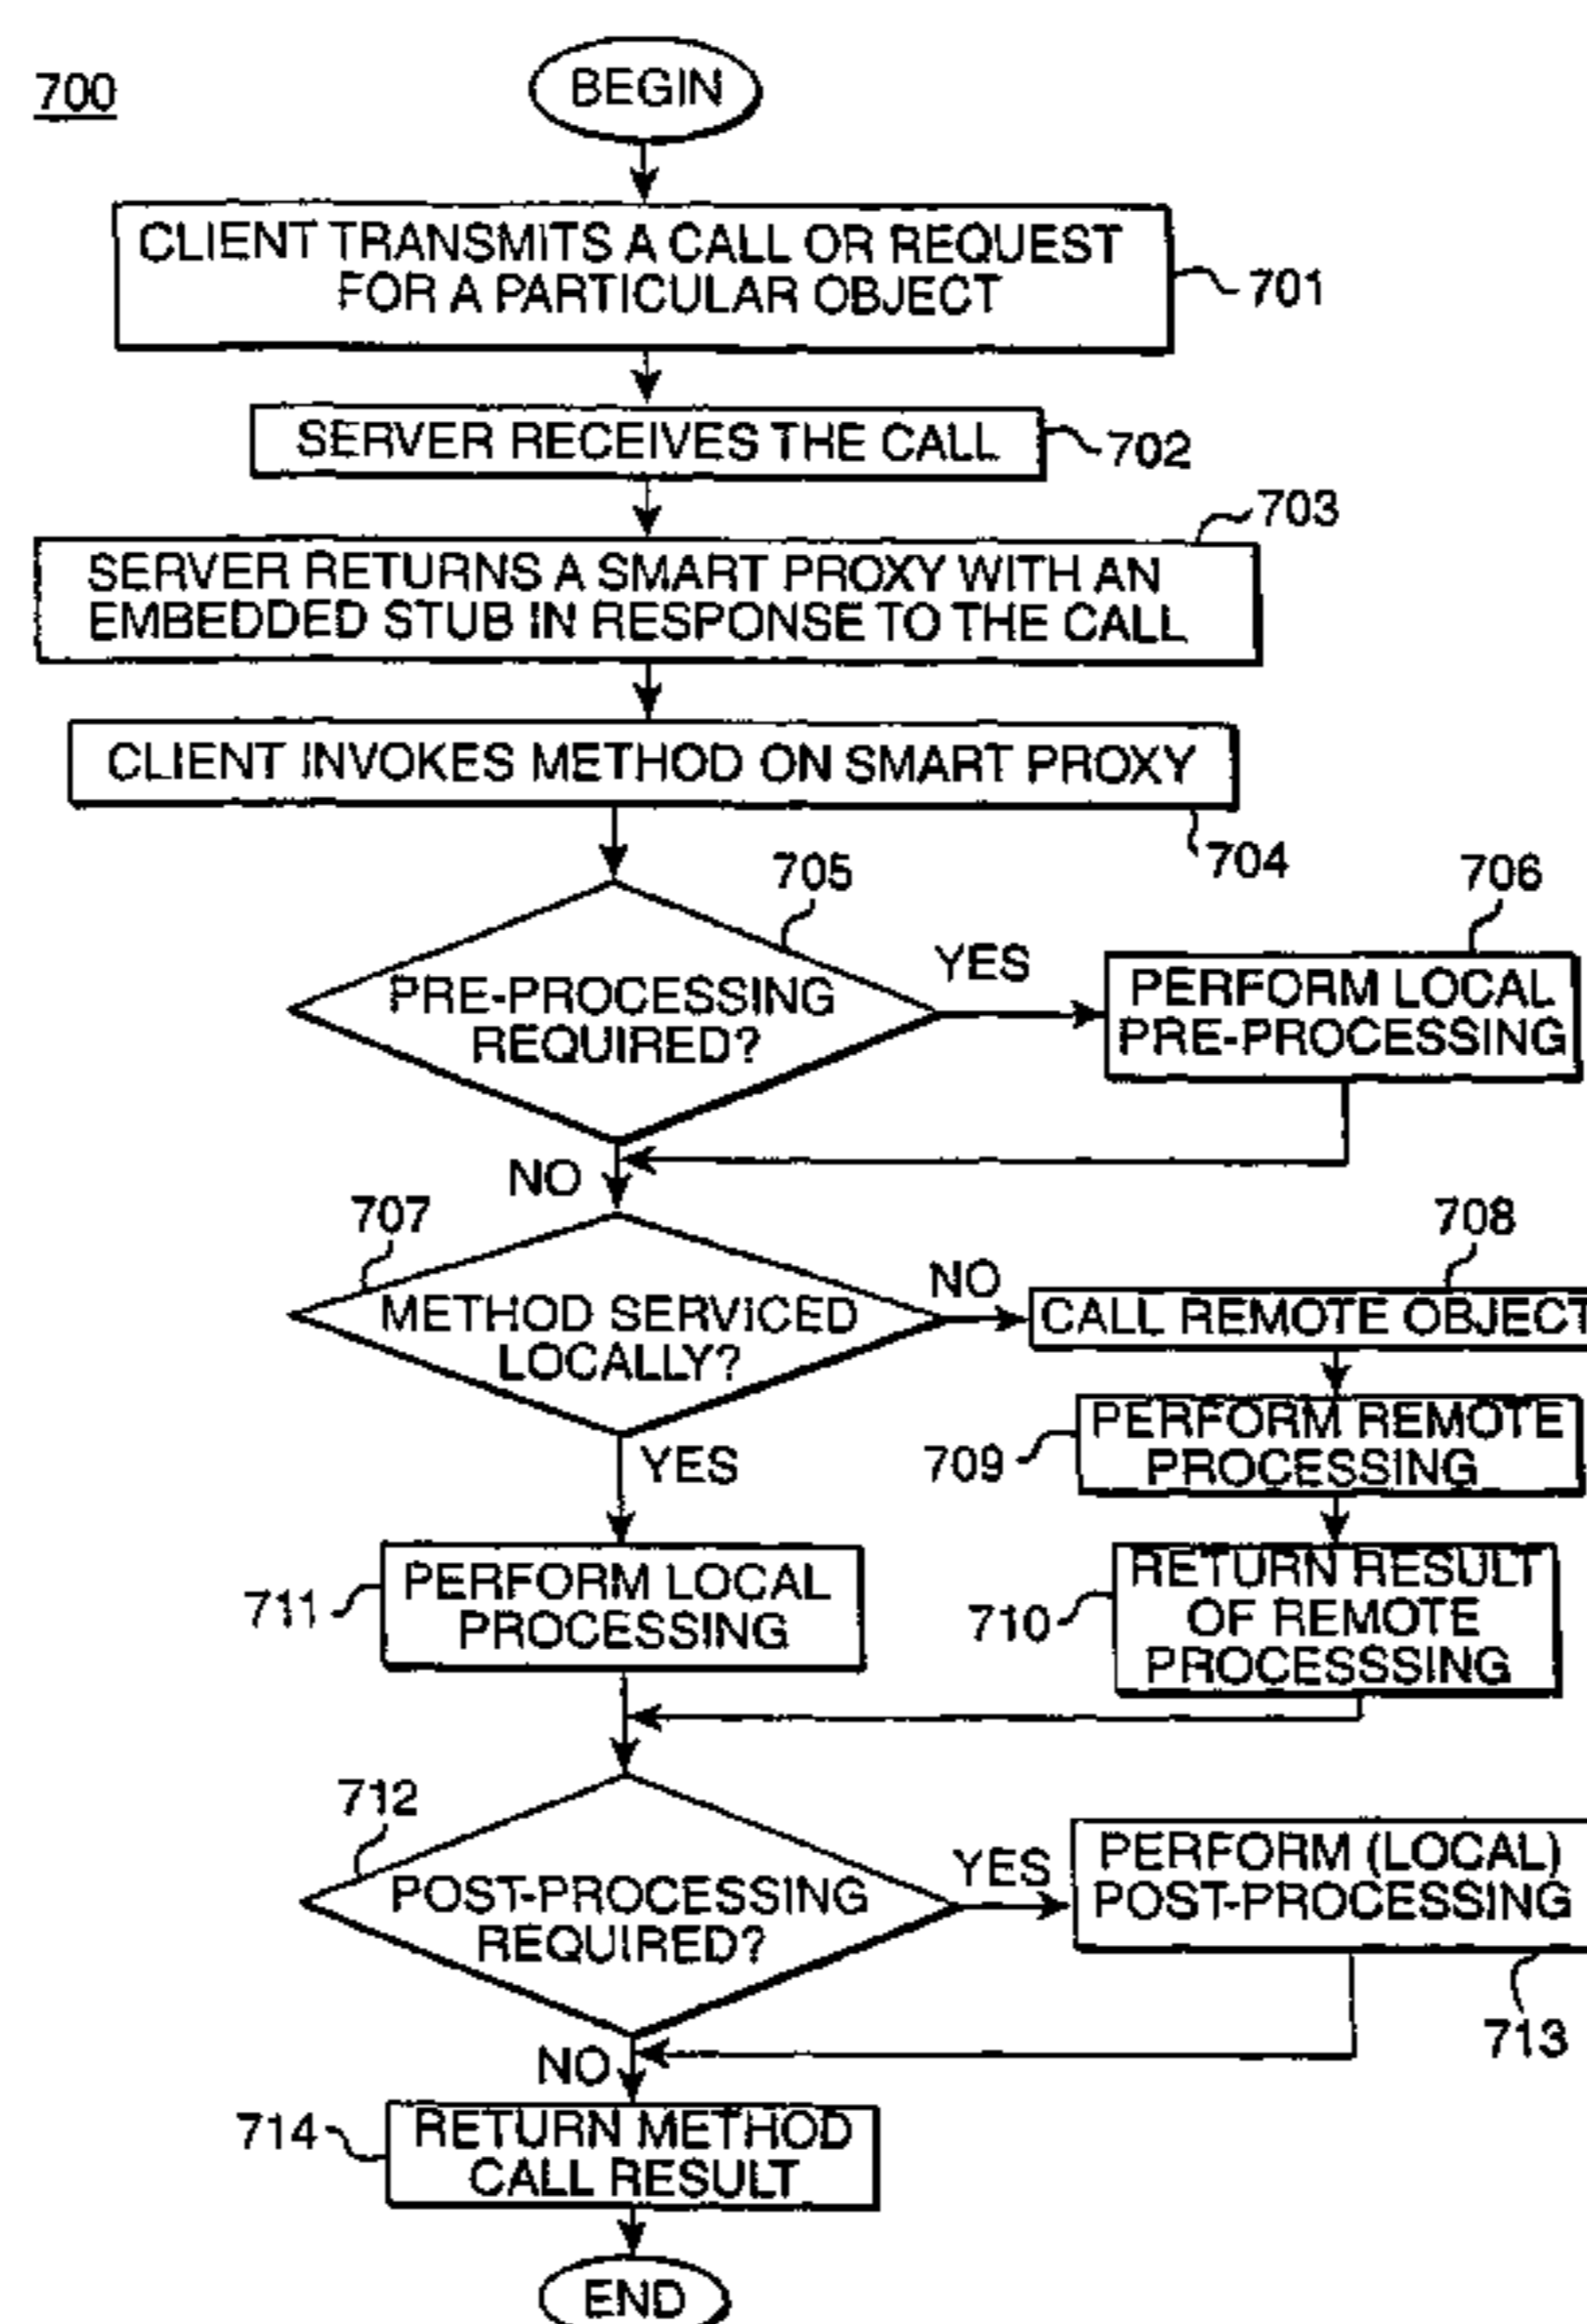 700
BEGIN
CLIENT TRANSMITS A CALL OR REQUEST
FOR A PARTICULAR OBJECT
701
SERVER RECEIVES THE CALL
702
703
SERVER RETURNS A SMART PROXY WITH AN
EMBEDDED STUB IN RESPONSE TO THE CALL
CLIENT INVOKES METHOD ON SMART PROXY
704
705
PRE-PROCESSING
REQUIRED?
YES
706
PERFORM LOCAL
PRE-PROCESSING
NO
707
METHOD SERVICED
LOCALLY?
NO
708
CALL REMOTE OBJECT
709
PERFORM REMOTE
PROCESSING
YES
711
PERFORM LOCAL
PROCESSING
710
RETURN RESULT
OF REMOTE
PROCESSSING
712
POST-PROCESSING
REQUIRED?
YES
PERFORM (LOCAL)
POST-PROCESSING
713
NO
714
RETURN METHOD
CALL RESULT
END